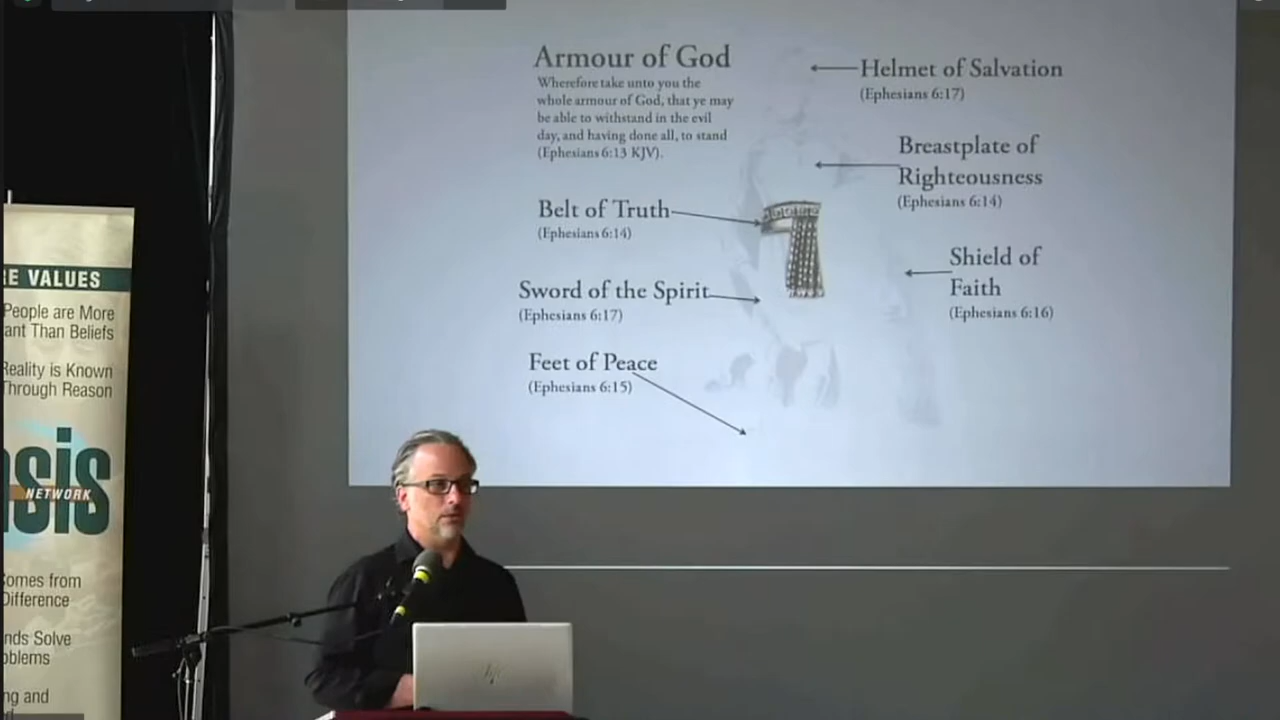 Armour of God
Wherefore take unto you the
whole armour of God, that ye may
be able to withstand in the evil
day, and having done all, to stand
(Ephesians 6:13 KJV).
Helmet of Salvation
(Ephesians 6:17)
Breastplate of
Righteousness
(Ephesians 6:14)
Belt of Truth
(Ephesians 6:14)
Shield of
Faith
(Ephesians 6:16)
Sword of the Spirit
(Ephesians 6:17)
Feet of Peace
(Ephesians 6:15)
E VALUES
People are More
ant Than Beliefs
Reality is Known
Through Reason
sis
NETWORK
omes from
Difference
nds Solve
oblems
ng and
hp